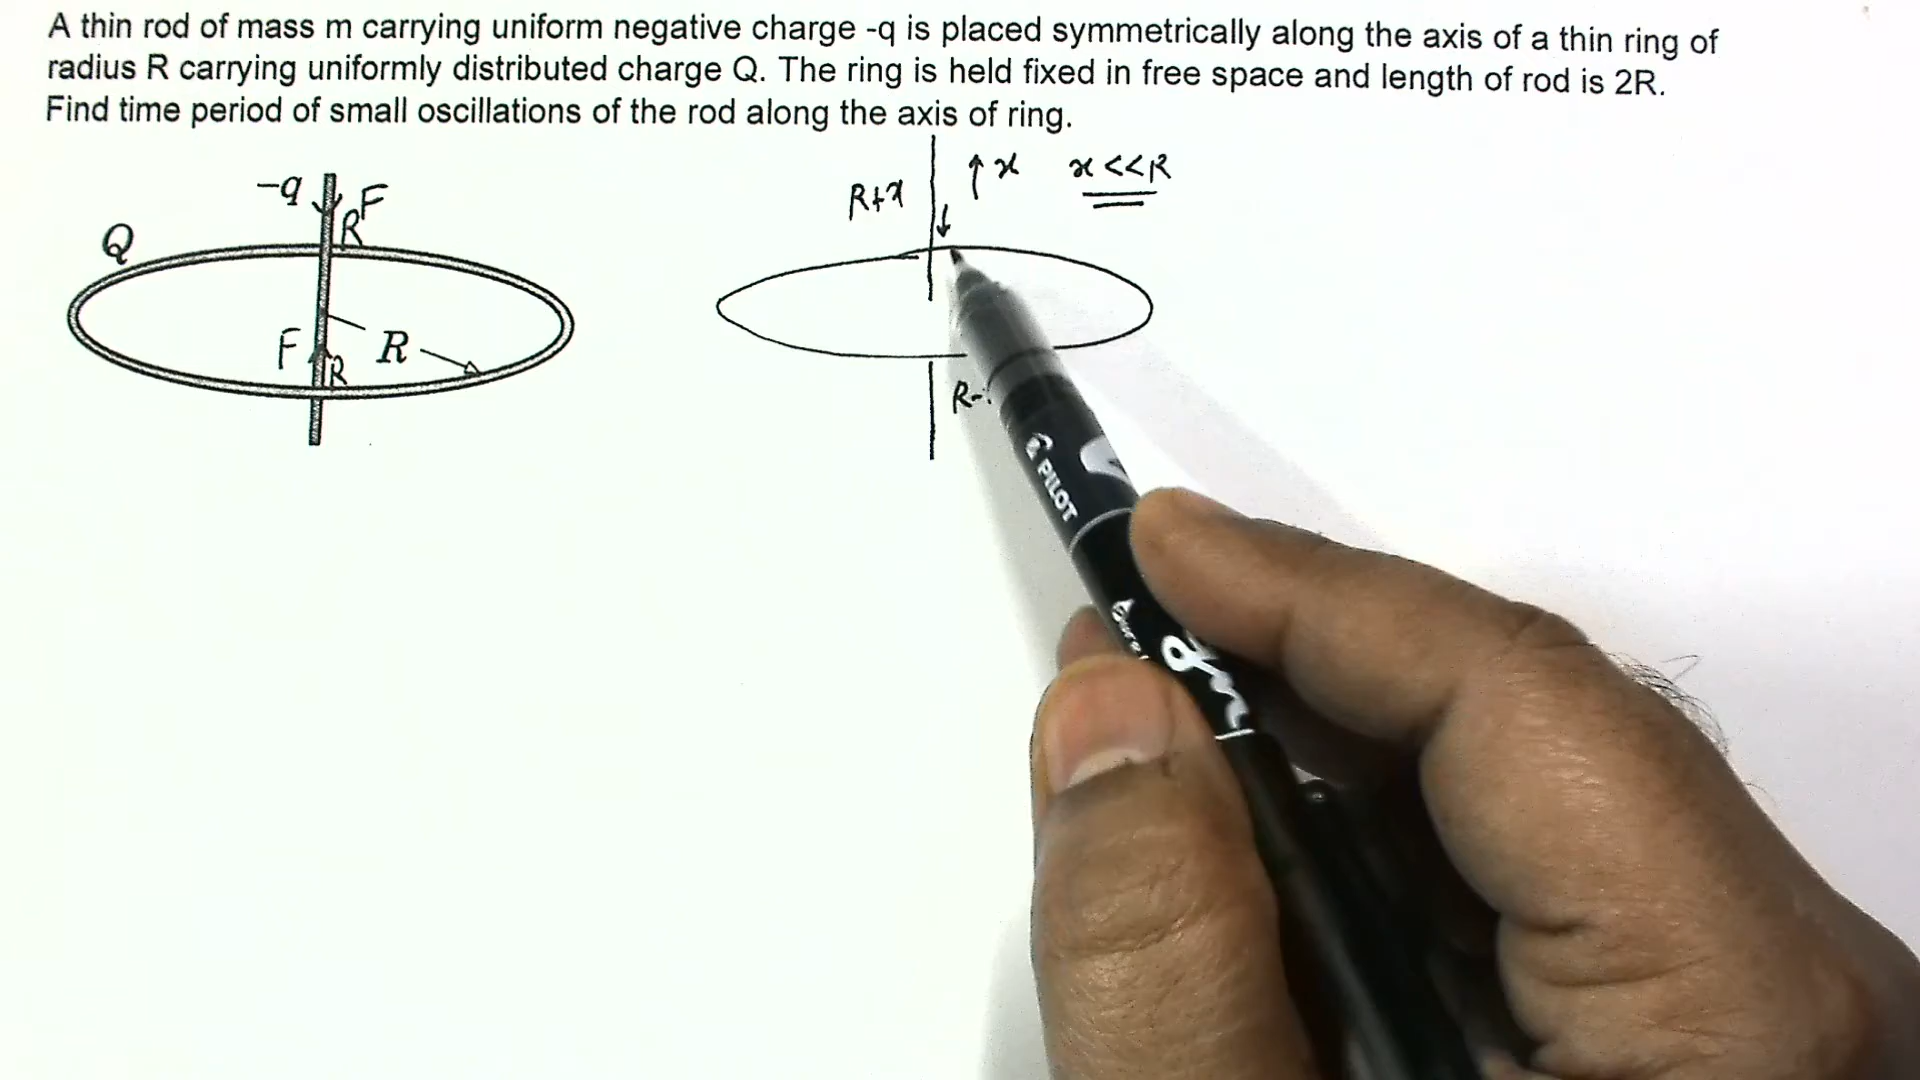 A thin rod of mass m carrying uniform negative charge -q is placed symmetrically along the axis of a thin ring of
radius R carrying uniformly distributed charge Q. The ring is held fixed in free space and length of rod is 2R.
Find time period of small oscillations of the rod along the axis of ring.
-q F
R
Q
F R R
R+x
x x<<R
R-
PILOT